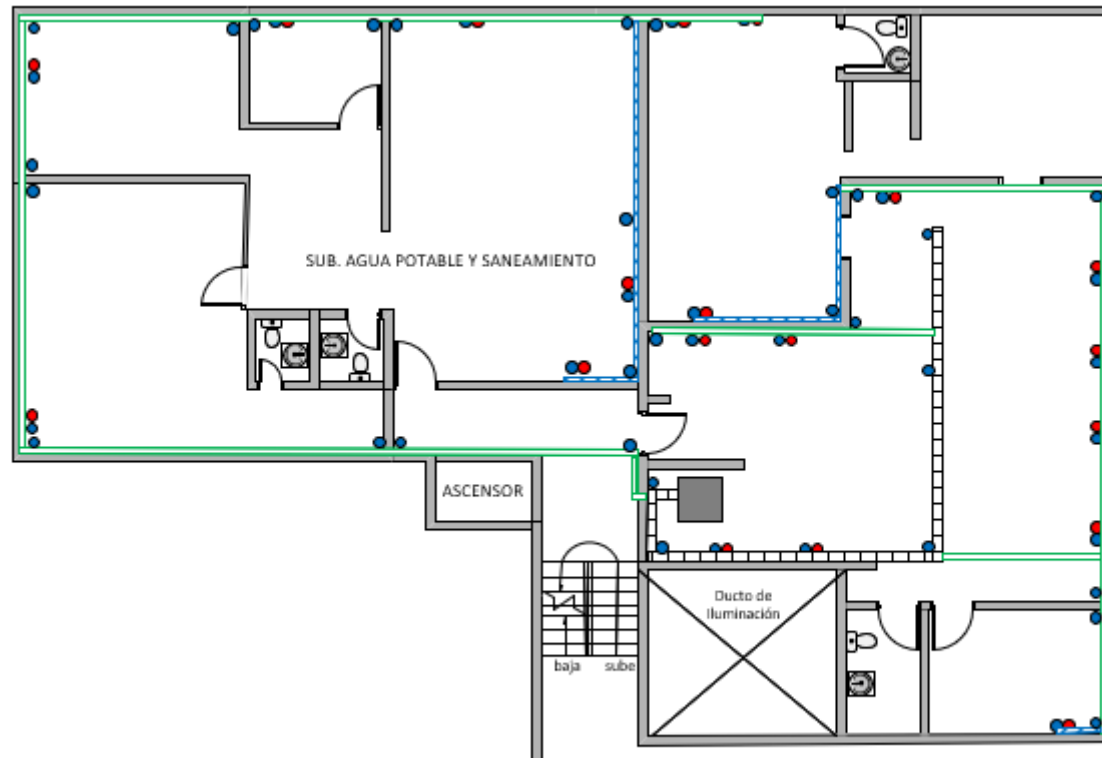 SUB. AGUA POTABLE Y SANEAMIENTO
ASCENSOR
Ducto de
Iluminación
baja
sube